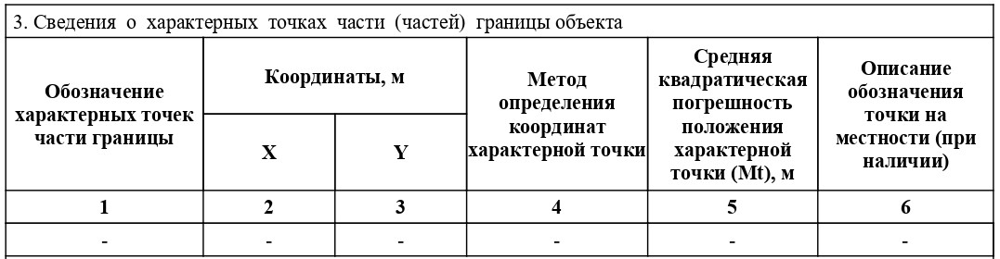 3. Сведения о характерных точках части (частей) границы объекта
Обозначение
характерных точек
части границы
Координаты, м
X
Y
Метод
определения
координат
характерной точки
Средняя
квадратическая
погрешность
положения
характерной
точки (Mt), м
Описание
обозначения
точки на
местности (при
наличии)
1 2 3 4 5 6
- - - - - -